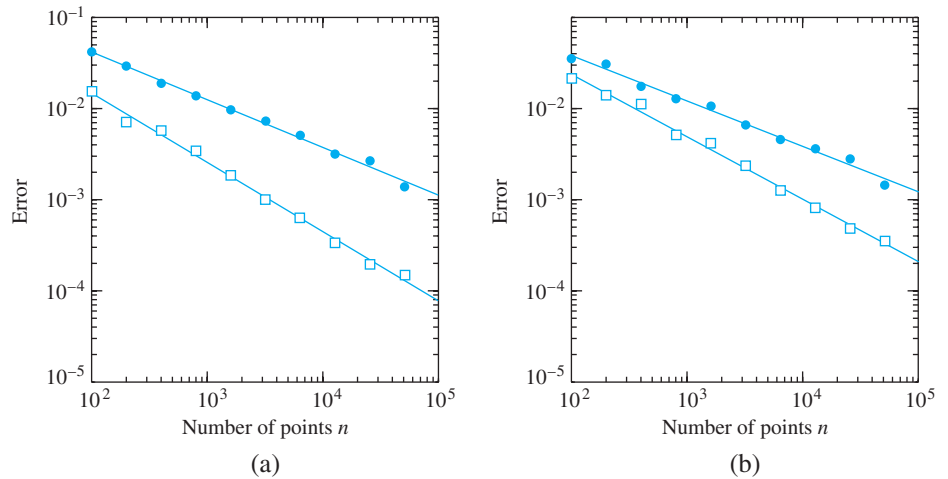 10^{-1}
10^{-2}
10^{-3}
10^{-4}
10^{-5}
Error
10^2 10^3 10^4 10^5
Number of points n
(a)
10^{-1}
10^{-2}
10^{-3}
10^{-4}
10^{-5}
Error
10^2 10^3 10^4 10^5
Number of points n
(b)